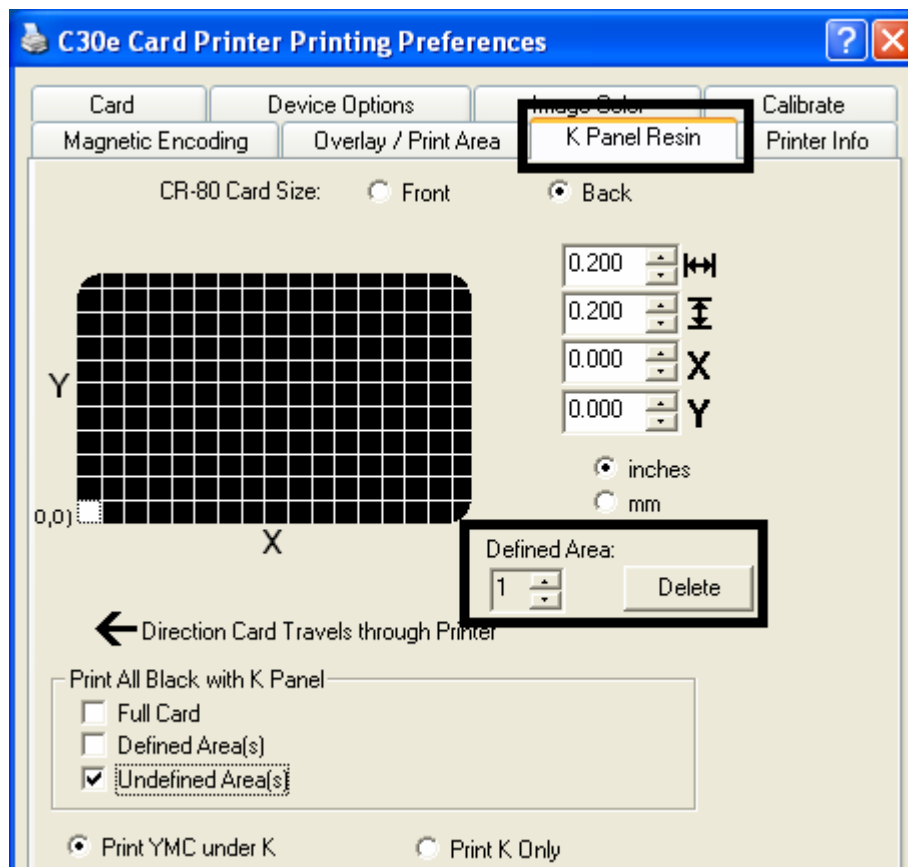 C30e Card Printer Printing Preferences
Card Device Options Image Color Calibrate
Magnetic Encoding Overlay / Print Area K Panel Resin Printer Info
CR-80 Card Size: Front Back
0.200
0.200
0.000 X
0.000 Y
Y
inches
mm
0,0)
X
Defined Area:
1 Delete
Direction Card Travels through Printer
Print All Black with K Panel
Full Card
Defined Area(s)
Undefined Area(s)
Print YMC under K Print K Only